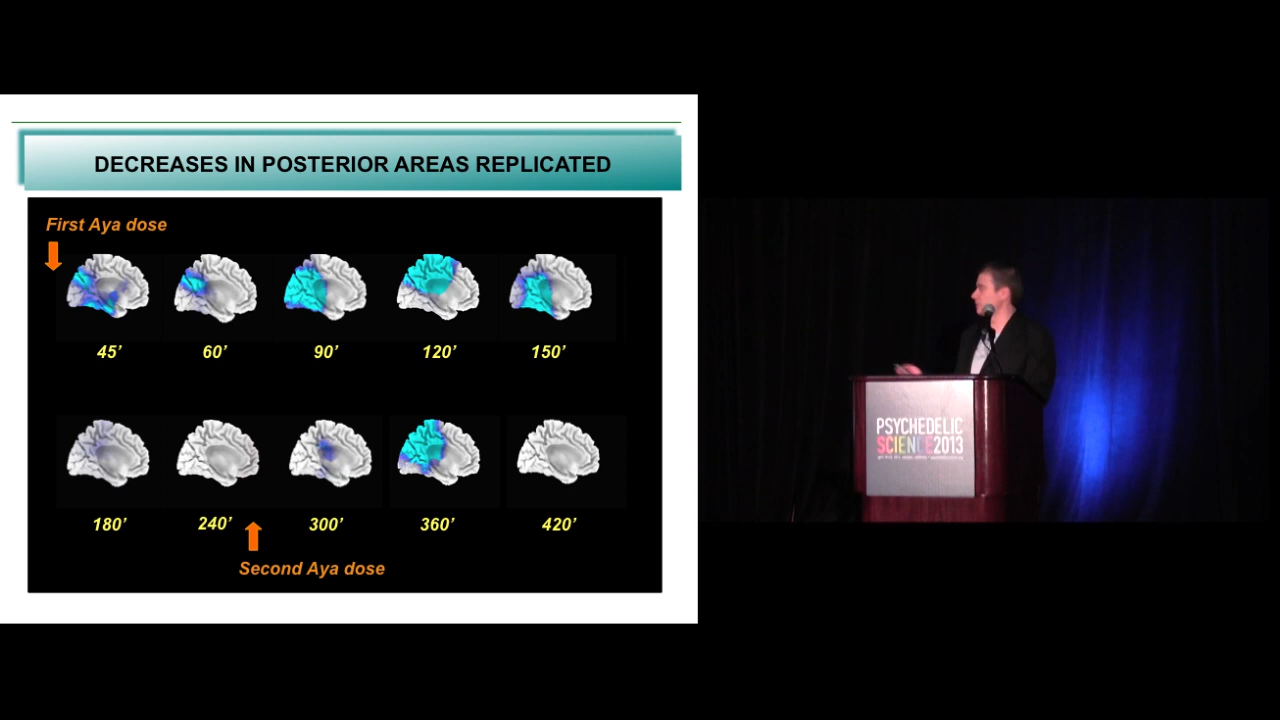 DECREASES IN POSTERIOR AREAS REPLICATED
First Aya dose
45’ 60’ 90’ 120’ 150’
180’ 240’ 300’ 360’ 420’
Second Aya dose
PSYCHEDELIC
SCIENCE2013